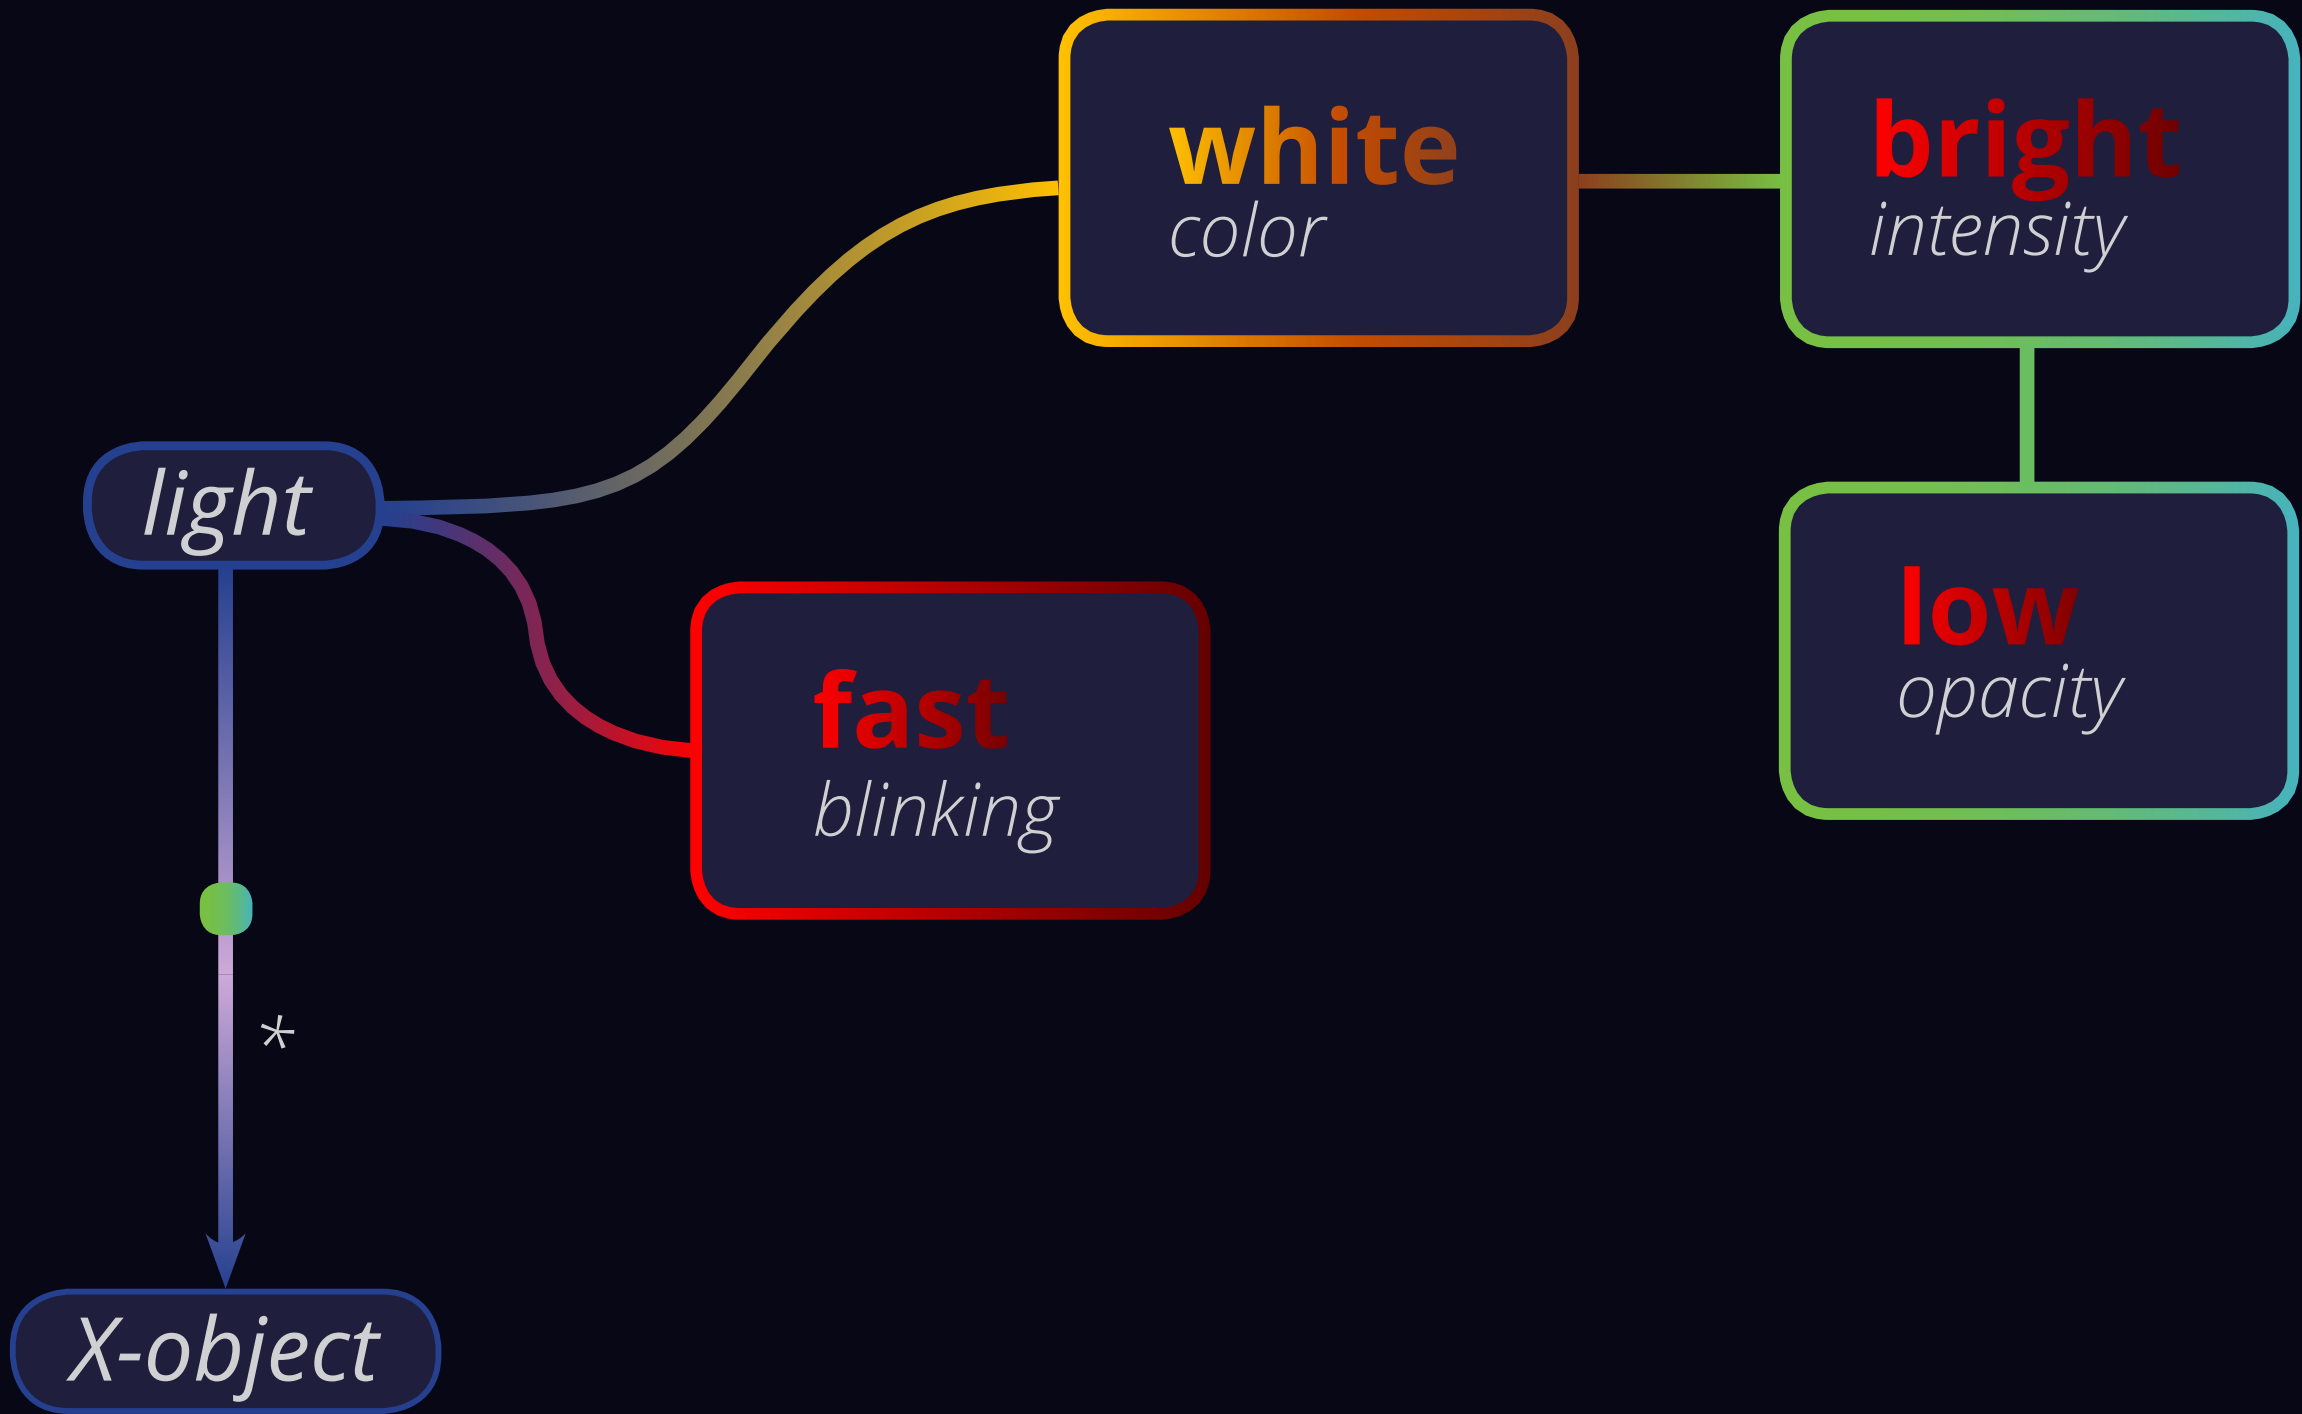 white
color
bright
intensity
light
low
opacity
fast
blinking
*
X-object